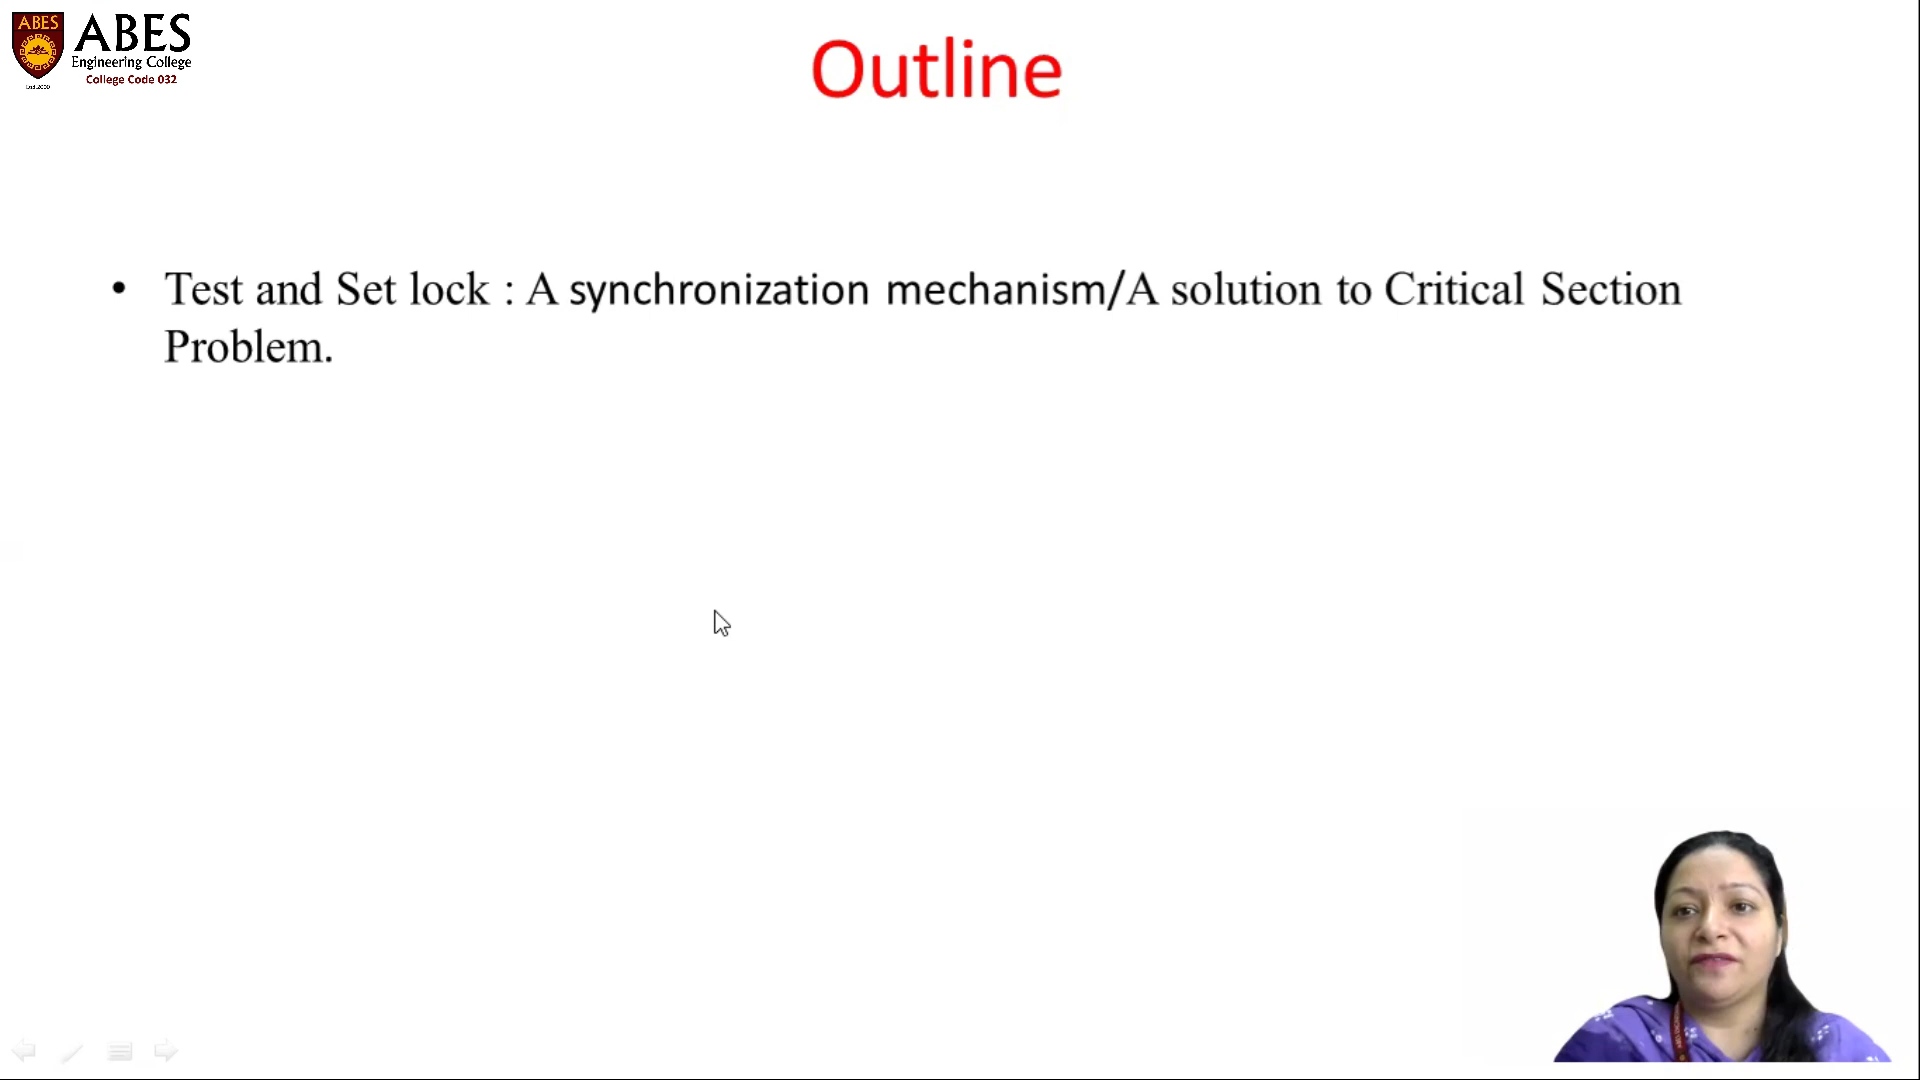 ABES
ABES
Engineering College
College Code 032
Outline
• Test and Set lock : A synchronization mechanism/A solution to Critical Section
Problem.